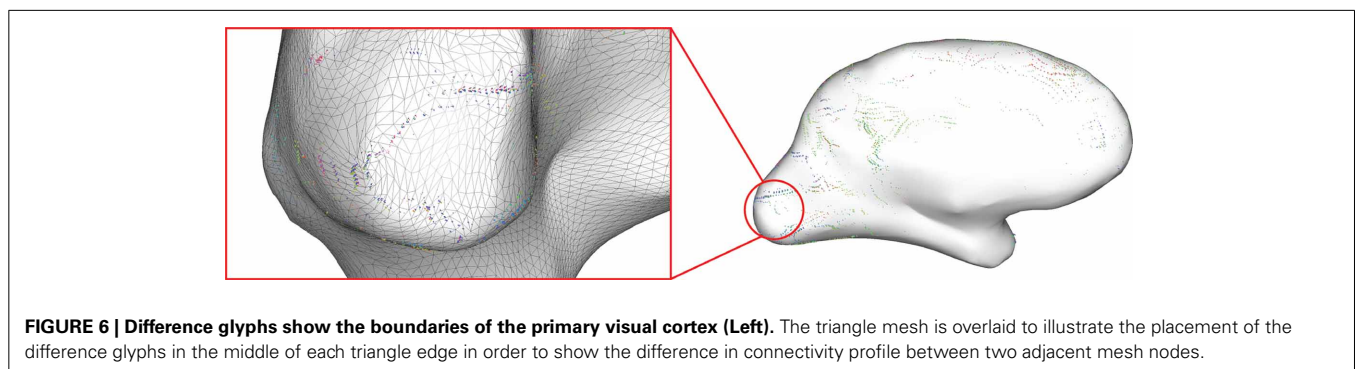 FIGURE 6 | Difference glyphs show the boundaries of the primary visual cortex (Left). The triangle mesh is overlaid to illustrate the placement of the
difference glyphs in the middle of each triangle edge in order to show the difference in connectivity profile between two adjacent mesh nodes.